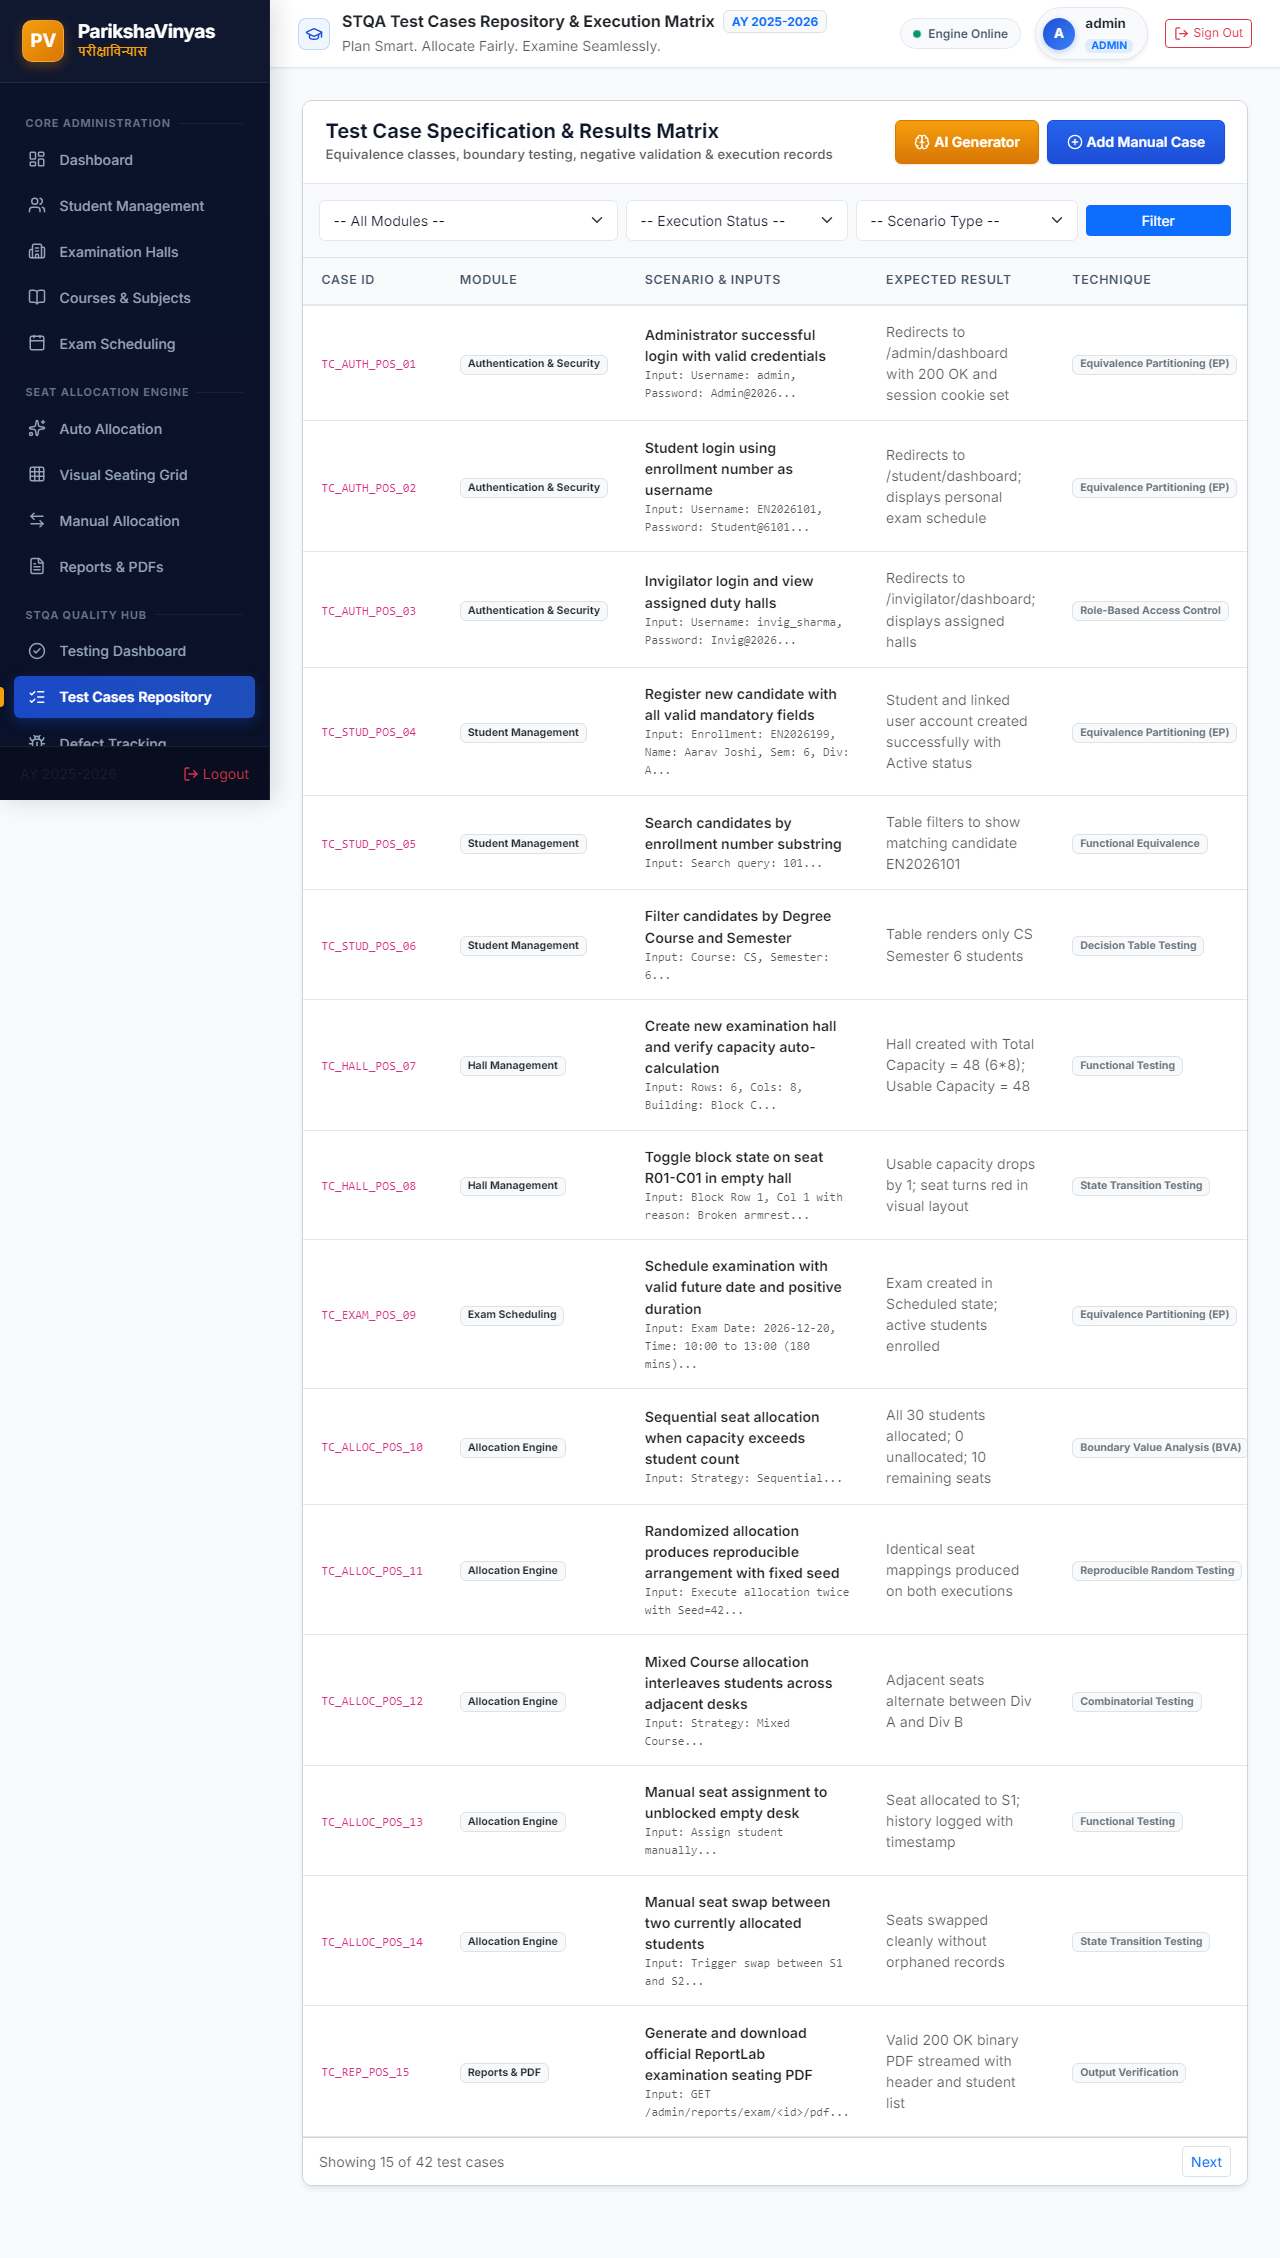 PV
ParikshaVinyas
परीक्षाविन्यास
CORE ADMINISTRATION
Dashboard
Student Management
Examination Halls
Courses & Subjects
Exam Scheduling
SEAT ALLOCATION ENGINE
Auto Allocation
Visual Seating Grid
Manual Allocation
Reports & PDFs
STQA QUALITY HUB
Testing Dashboard
Test Cases Repository
Defect Tracking
AY 2025-2026
Logout
STQA Test Cases Repository & Execution Matrix AY 2025-2026
Plan Smart. Allocate Fairly. Examine Seamlessly.
Engine Online
A
admin
ADMIN
Sign Out
Test Case Specification & Results Matrix
Equivalence classes, boundary testing, negative validation & execution records
AI Generator
Add Manual Case
-- All Modules --
-- Execution Status --
-- Scenario Type --
Filter
CASE ID MODULE SCENARIO & INPUTS EXPECTED RESULT TECHNIQUE
TC_AUTH_POS_01
Authentication & Security
Administrator successful
login with valid credentials
Input: Username: admin,
Password: Admin@2026...
Redirects to
/admin/dashboard
with 200 OK and
session cookie set
Equivalence Partitioning (EP)
TC_AUTH_POS_02
Authentication & Security
Student login using
enrollment number as
username
Input: Username: EN2026101,
Password: Student@6101...
Redirects to
/student/dashboard;
displays personal
exam schedule
Equivalence Partitioning (EP)
TC_AUTH_POS_03
Authentication & Security
Invigilator login and view
assigned duty halls
Input: Username: invig_sharma,
Password: Invig@2026...
Redirects to
/invigilator/dashboard;
displays assigned
halls
Role-Based Access Control
TC_STUD_POS_04
Student Management
Register new candidate with
all valid mandatory fields
Input: Enrollment: EN2026199,
Name: Aarav Joshi, Sem: 6, Div:
A...
Student and linked
user account created
successfully with
Active status
Equivalence Partitioning (EP)
TC_STUD_POS_05
Student Management
Search candidates by
enrollment number substring
Input: Search query: 101...
Table filters to show
matching candidate
EN2026101
Functional Equivalence
TC_STUD_POS_06
Student Management
Filter candidates by Degree
Course and Semester
Input: Course: CS, Semester:
6...
Table renders only CS
Semester 6 students
Decision Table Testing
TC_HALL_POS_07
Hall Management
Create new examination hall
and verify capacity auto-
calculation
Input: Rows: 6, Cols: 8,
Building: Block C...
Hall created with Total
Capacity = 48 (6*8);
Usable Capacity = 48
Functional Testing
TC_HALL_POS_08
Hall Management
Toggle block state on seat
R01-C01 in empty hall
Input: Block Row 1, Col 1 with
reason: Broken armrest...
Usable capacity drops
by 1; seat turns red in
visual layout
State Transition Testing
TC_EXAM_POS_09
Exam Scheduling
Schedule examination with
valid future date and positive
duration
Input: Exam Date: 2026-12-20,
Time: 10:00 to 13:00 (180
mins)...
Exam created in
Scheduled state;
active students
enrolled
Equivalence Partitioning (EP)
TC_ALLOC_POS_10
Allocation Engine
Sequential seat allocation
when capacity exceeds
student count
Input: Strategy: Sequential...
All 30 students
allocated; 0
unallocated; 10
remaining seats
Boundary Value Analysis (BVA)
TC_ALLOC_POS_11
Allocation Engine
Randomized allocation
produces reproducible
arrangement with fixed seed
Input: Execute allocation twice
with Seed=42...
Identical seat
mappings produced
on both executions
Reproducible Random Testing
TC_ALLOC_POS_12
Allocation Engine
Mixed Course allocation
interleaves students across
adjacent desks
Input: Strategy: Mixed
Course...
Adjacent seats
alternate between Div
A and Div B
Combinatorial Testing
TC_ALLOC_POS_13
Allocation Engine
Manual seat assignment to
unblocked empty desk
Input: Assign student
manually...
Seat allocated to S1;
history logged with
timestamp
Functional Testing
TC_ALLOC_POS_14
Allocation Engine
Manual seat swap between
two currently allocated
students
Input: Trigger swap between S1
and S2...
Seats swapped
cleanly without
orphaned records
State Transition Testing
TC_REP_POS_15
Reports & PDF
Generate and download
official ReportLab
examination seating PDF
Input: GET
/admin/reports/exam/<id>/pdf...
Valid 200 OK binary
PDF streamed with
header and student
list
Output Verification
Showing 15 of 42 test cases
Next